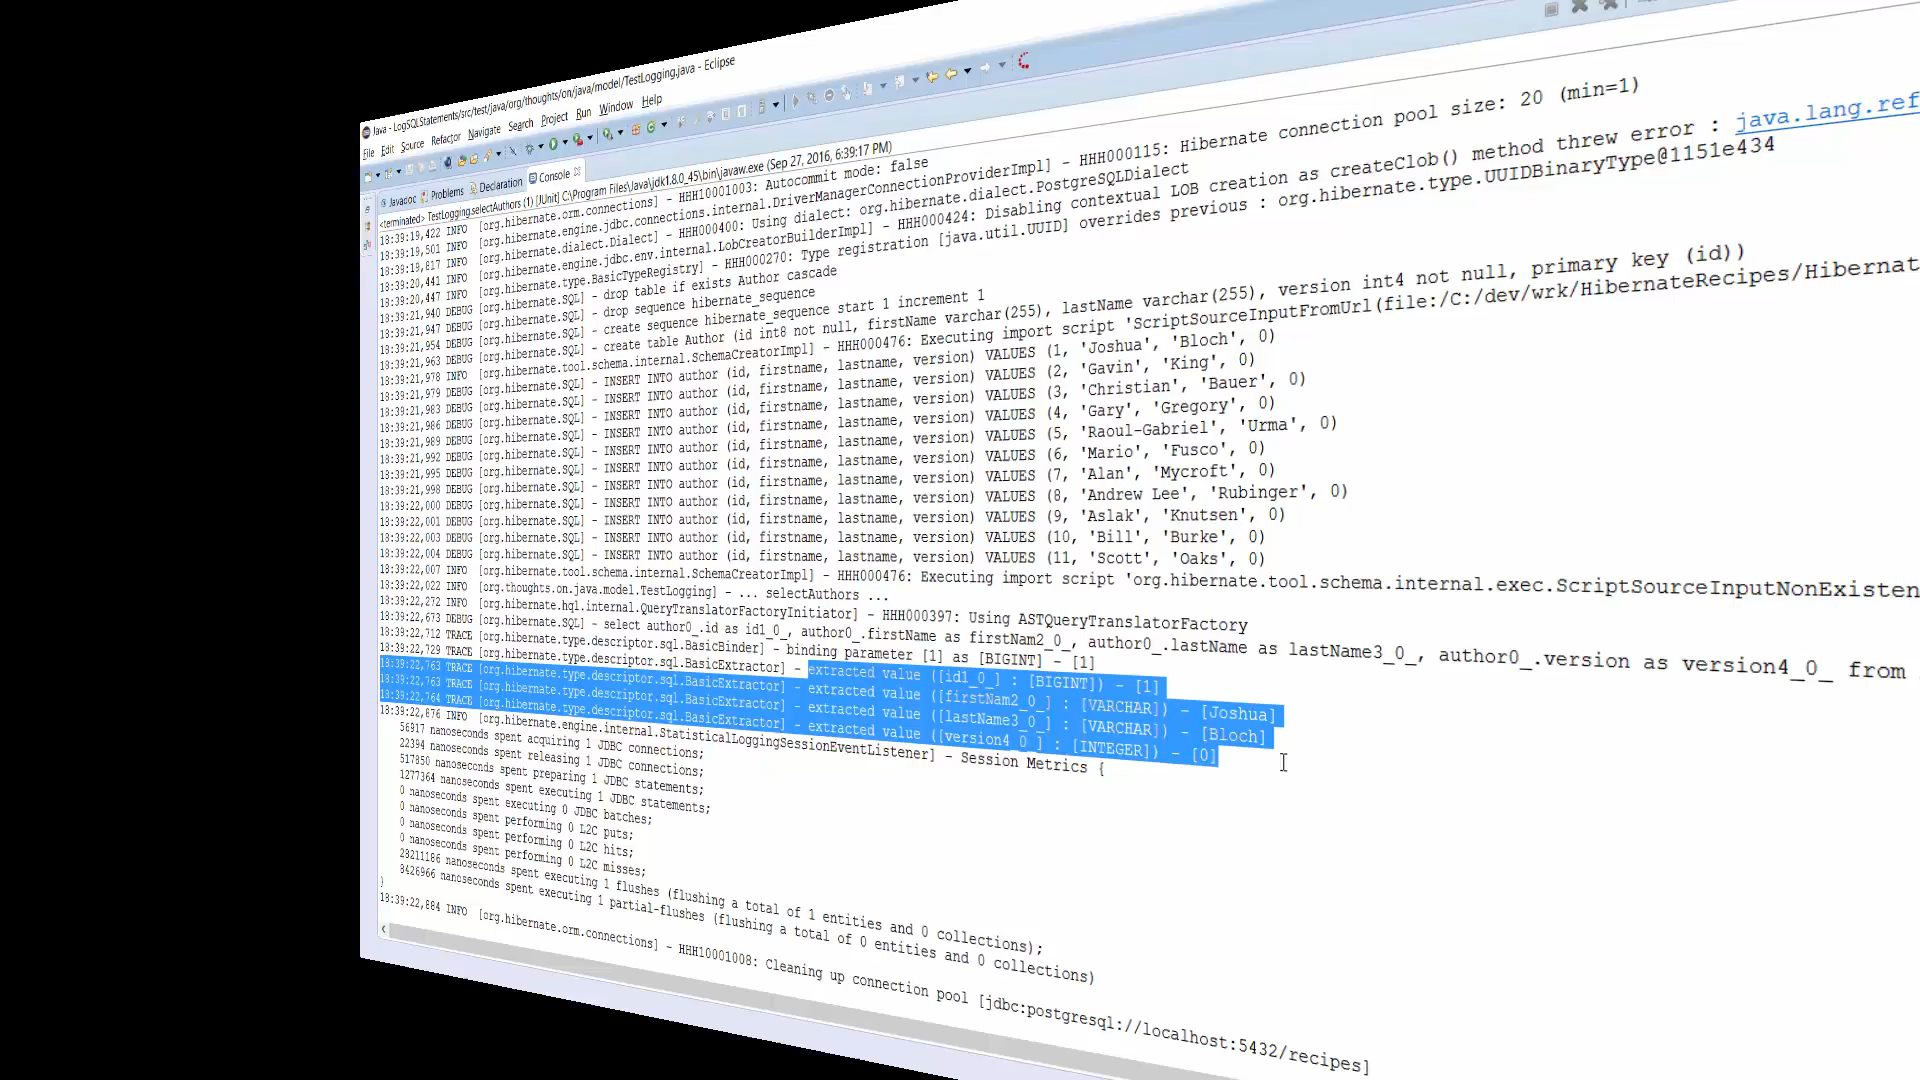 Java - LogSQLStatements/src/test/java/org/thoughts/on/java/model/TestLogging.java - Eclipse
File Edit Source Refactor Navigate Search Project Run Window Help
Javadoc Problems Declaration Console
<terminated> TestLogging.selectAuthors (1) [JUnit] C:\Program Files\Java\jdk1.8.0_45\bin\javaw.exe (Sep 27, 2016, 6:39:17 PM)
18:39:19,422 INFO [org.hibernate.orm.connections] - HHH10001003: Autocommit mode: false
18:39:19,501 INFO [org.hibernate.engine.jdbc.connections.internal.DriverManagerConnectionProviderImpl] - HHH000115: Hibernate connection pool size: 20 (min=1)
18:39:19,817 INFO [org.hibernate.dialect.Dialect] - HHH000400: Using dialect: org.hibernate.dialect.PostgreSQLDialect
18:39:20,441 INFO [org.hibernate.engine.jdbc.env.internal.LobCreatorBuilderImpl] - HHH000424: Disabling contextual LOB creation as createClob() method threw error : java.lang.ref
18:39:20,447 INFO [org.hibernate.type.BasicTypeRegistry] - HHH000270: Type registration [java.util.UUID] overrides previous : org.hibernate.type.UUIDBinaryType@1151e434
18:39:21,940 DEBUG [org.hibernate.SQL] - drop table if exists Author cascade
18:39:21,947 DEBUG [org.hibernate.SQL] - drop sequence hibernate_sequence
18:39:21,954 DEBUG [org.hibernate.SQL] - create sequence hibernate_sequence start 1 increment 1
18:39:21,963 DEBUG [org.hibernate.SQL] - create table Author (id int8 not null, firstName varchar(255), lastName varchar(255), version int4 not null, primary key (id))
18:39:21,978 INFO [org.hibernate.tool.schema.internal.SchemaCreatorImpl] - HHH000476: Executing import script 'ScriptSourceInputFromUrl(file:/C:/dev/wrk/HibernateRecipes/Hibernat
18:39:21,979 DEBUG [org.hibernate.SQL] - INSERT INTO author (id, firstname, lastname, version) VALUES (1, 'Joshua', 'Bloch', 0)
18:39:21,983 DEBUG [org.hibernate.SQL] - INSERT INTO author (id, firstname, lastname, version) VALUES (2, 'Gavin', 'King', 0)
18:39:21,986 DEBUG [org.hibernate.SQL] - INSERT INTO author (id, firstname, lastname, version) VALUES (3, 'Christian', 'Bauer', 0)
18:39:21,989 DEBUG [org.hibernate.SQL] - INSERT INTO author (id, firstname, lastname, version) VALUES (4, 'Gary', 'Gregory', 0)
18:39:21,992 DEBUG [org.hibernate.SQL] - INSERT INTO author (id, firstname, lastname, version) VALUES (5, 'Raoul-Gabriel', 'Urma', 0)
18:39:21,995 DEBUG [org.hibernate.SQL] - INSERT INTO author (id, firstname, lastname, version) VALUES (6, 'Mario', 'Fusco', 0)
18:39:21,998 DEBUG [org.hibernate.SQL] - INSERT INTO author (id, firstname, lastname, version) VALUES (7, 'Alan', 'Mycroft', 0)
18:39:22,000 DEBUG [org.hibernate.SQL] - INSERT INTO author (id, firstname, lastname, version) VALUES (8, 'Andrew Lee', 'Rubinger', 0)
18:39:22,001 DEBUG [org.hibernate.SQL] - INSERT INTO author (id, firstname, lastname, version) VALUES (9, 'Aslak', 'Knutsen', 0)
18:39:22,003 DEBUG [org.hibernate.SQL] - INSERT INTO author (id, firstname, lastname, version) VALUES (10, 'Bill', 'Burke', 0)
18:39:22,004 DEBUG [org.hibernate.SQL] - INSERT INTO author (id, firstname, lastname, version) VALUES (11, 'Scott', 'Oaks', 0)
18:39:22,007 INFO [org.hibernate.tool.schema.internal.SchemaCreatorImpl] - HHH000476: Executing import script 'org.hibernate.tool.schema.internal.exec.ScriptSourceInputNonExisten
18:39:22,022 INFO [org.thoughts.on.java.model.TestLogging] - ... selectAuthors ...
18:39:22,272 INFO [org.hibernate.hql.internal.QueryTranslatorFactoryInitiator] - HHH000397: Using ASTQueryTranslatorFactory
18:39:22,673 DEBUG [org.hibernate.SQL] - select author0_.id as id1_0_, author0_.firstName as firstNam2_0_, author0_.lastName as lastName3_0_, author0_.version as version4_0_ from
18:39:22,712 TRACE [org.hibernate.type.descriptor.sql.BasicBinder] - binding parameter [1] as [BIGINT] - [1]
18:39:22,729 TRACE [org.hibernate.type.descriptor.sql.BasicExtractor] - extracted value ([id1_0_] : [BIGINT]) - [1]
18:39:22,763 TRACE [org.hibernate.type.descriptor.sql.BasicExtractor] - extracted value ([firstNam2_0_] : [VARCHAR]) - [Joshua]
18:39:22,763 TRACE [org.hibernate.type.descriptor.sql.BasicExtractor] - extracted value ([lastName3_0_] : [VARCHAR]) - [Bloch]
18:39:22,764 TRACE [org.hibernate.type.descriptor.sql.BasicExtractor] - extracted value ([version4_0_] : [INTEGER]) - [0]
18:39:22,876 INFO [org.hibernate.engine.internal.StatisticalLoggingSessionEventListener] - Session Metrics {
56917 nanoseconds spent acquiring 1 JDBC connections;
22394 nanoseconds spent releasing 1 JDBC connections;
517850 nanoseconds spent preparing 1 JDBC statements;
1277364 nanoseconds spent executing 1 JDBC statements;
0 nanoseconds spent executing 0 JDBC batches;
0 nanoseconds spent performing 0 L2C puts;
0 nanoseconds spent performing 0 L2C hits;
0 nanoseconds spent performing 0 L2C misses;
23211186 nanoseconds spent executing 1 flushes (flushing a total of 1 entities and 0 collections);
8426966 nanoseconds spent executing 1 partial-flushes (flushing a total of 0 entities and 0 collections)
}
18:39:22,884 INFO [org.hibernate.orm.connections] - HHH10001008: Cleaning up connection pool [jdbc:postgresql://localhost:5432/recipes]